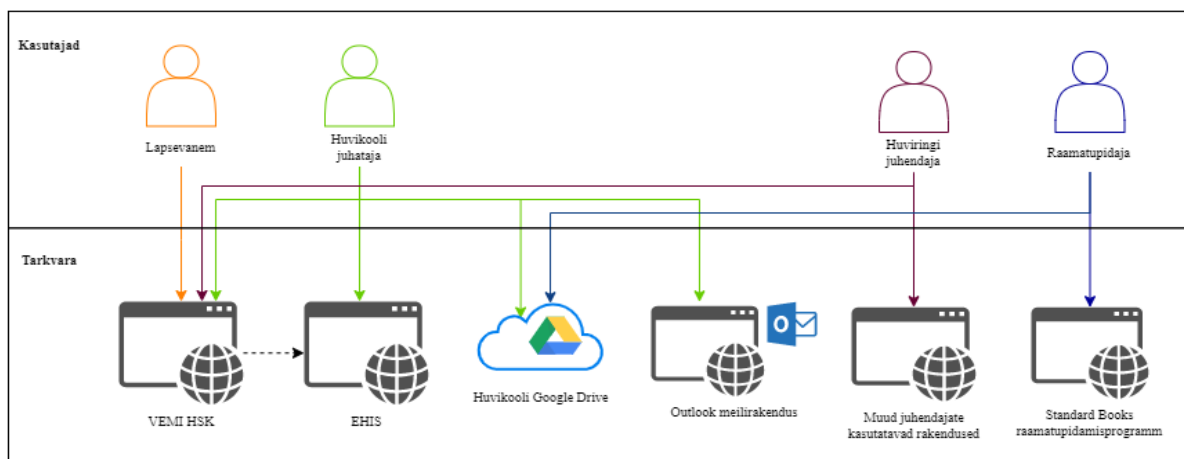 Kasutajad
Lapsevanem
Huvikooli
juhataja
Huviringi
juhendaja
Raamatupidaja
Tarkvara
VEMI HSK
EHIS
Huvikooli Google Drive
O
Outlook meilirakendus
Muud juhendajate
kasutatavad rakendused
Standard Books
raamatupidamisprogramm